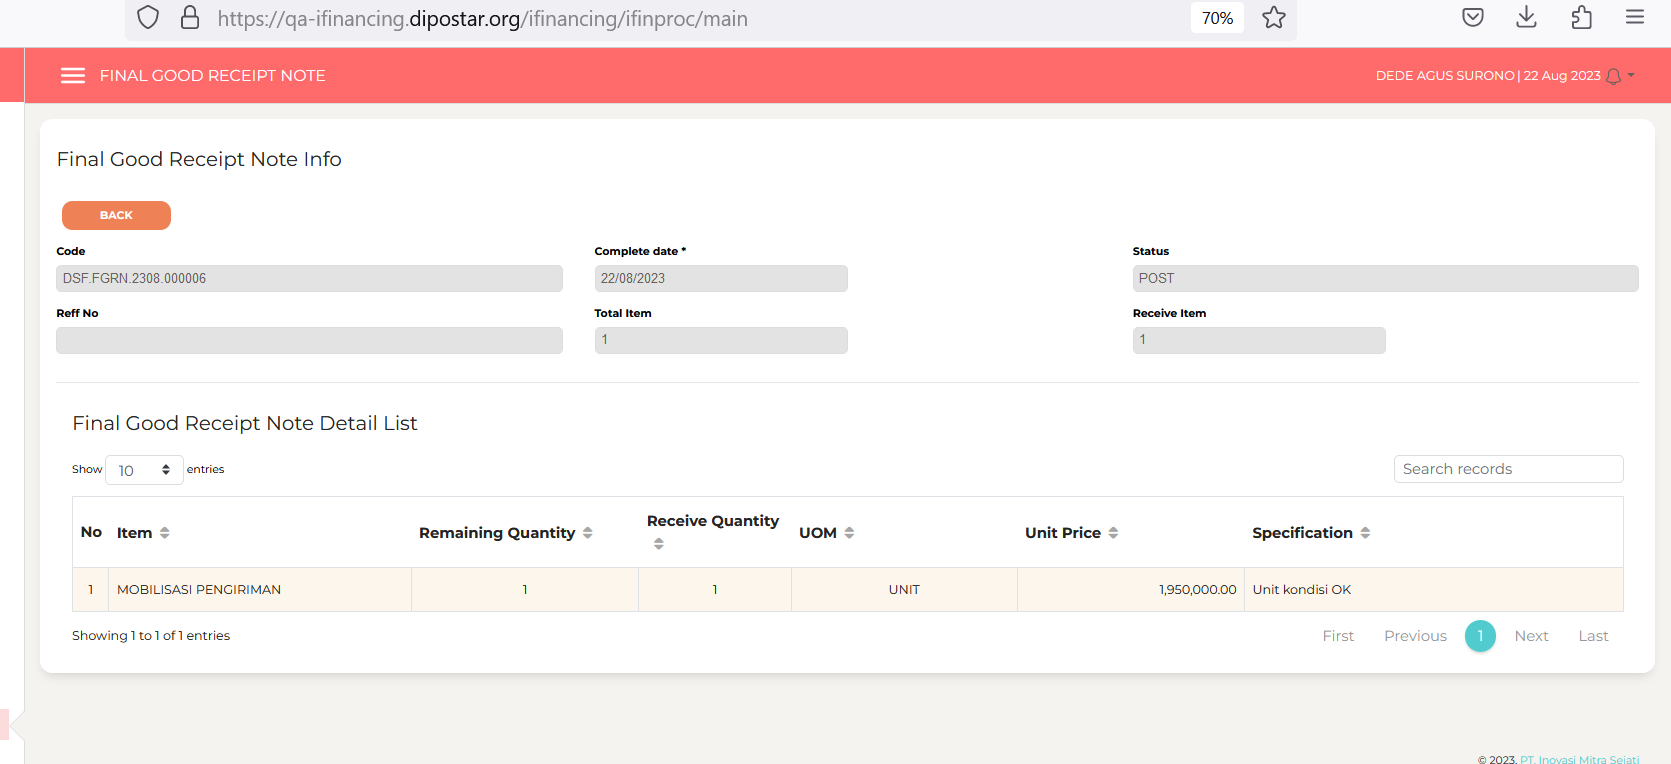 https://qa-ifinancing.dipostar.org/ifinancing/ifinproc/main 70%
FINAL GOOD RECEIPT NOTE DEDE AGUS SURONO | 22 Aug 2023
Final Good Receipt Note Info
BACK
Code Complete date * Status
DSF.FGRN.2308.000006 22/08/2023 POST
Reff No Total Item Receive Item
1 1
Final Good Receipt Note Detail List
Show 10 entries Search records
No Item Remaining Quantity Receive Quantity UOM Unit Price Specification
1 MOBILISASI PENGIRIMAN 1 1 UNIT 1,950,000.00 Unit kondisi OK
Showing 1 to 1 of 1 entries First Previous 1 Next Last
© 2023, PT. Inovasi Mitra Sejati